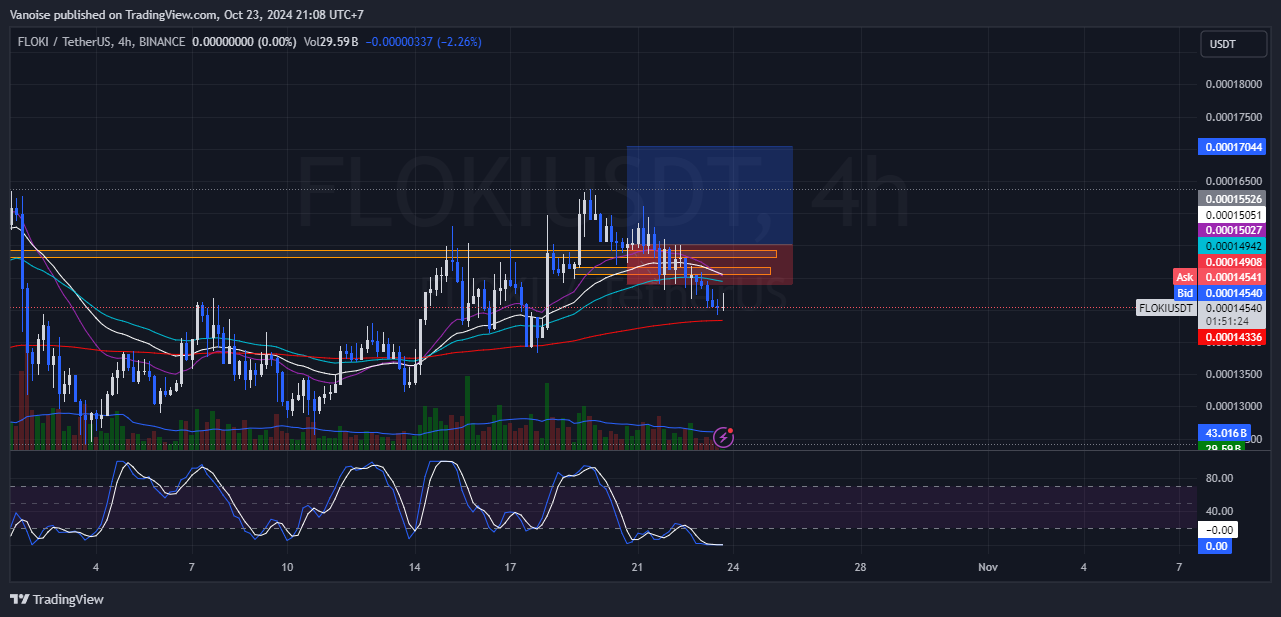 Vanoise published on TradingView.com, Oct 23, 2024 21:08 UTC+7
FLOKI / TetherUS, 4h, BINANCE 0.00000000 (0.00%) Vol29.59 B −0.00000337 (−2.26%)
USDT
FLOKIUSDT, 4h
0.00018000
0.00017500
0.00017044
0.00016500
0.00015526
0.00015051
0.00015027
0.00014942
0.00014908
Ask 0.00014541
Bid 0.00014540
FLOKIUSDT 0.00014540
01:51:24
0.00014336
0.00013500
0.00013000
43.016 B
29.59 B
80.00
40.00
−0.00
0.00
4 7 10 14 17 21 24 28 Nov 4 7
TradingView